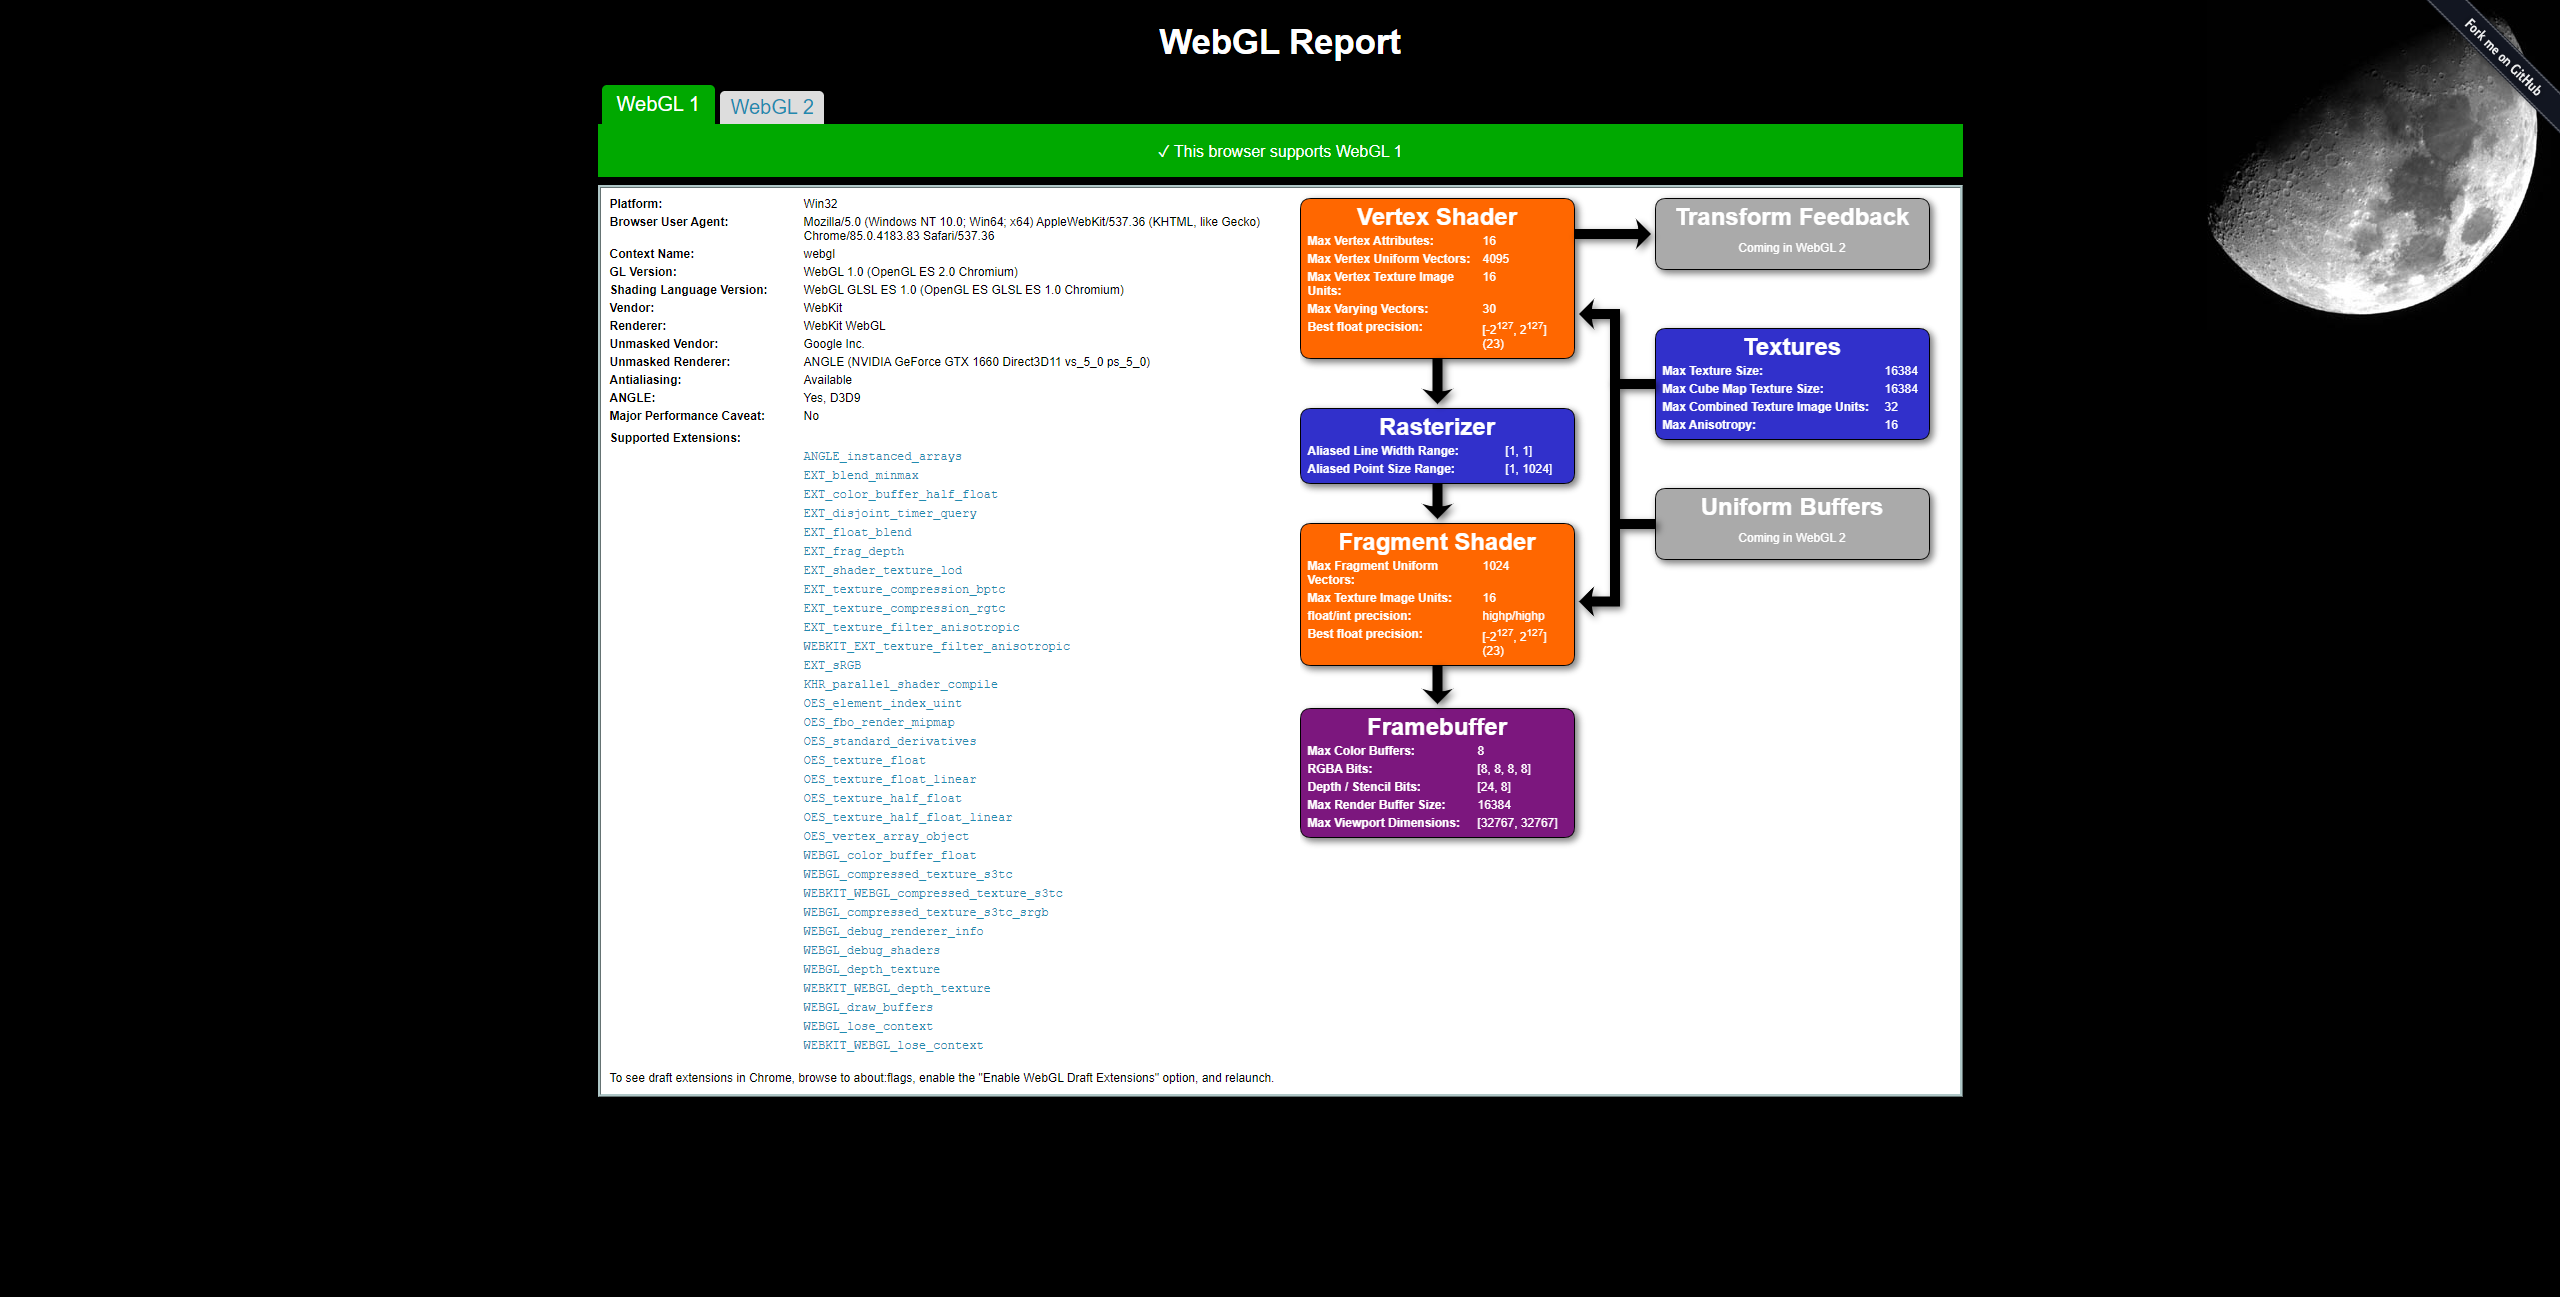 WebGL Report
Fork me on GitHub
WebGL 1
WebGL 2
✓ This browser supports WebGL 1
Platform: Win32
Browser User Agent: Mozilla/5.0 (Windows NT 10.0; Win64; x64) AppleWebKit/537.36 (KHTML, like Gecko)
Chrome/85.0.4183.83 Safari/537.36
Context Name: webgl
GL Version: WebGL 1.0 (OpenGL ES 2.0 Chromium)
Shading Language Version: WebGL GLSL ES 1.0 (OpenGL ES GLSL ES 1.0 Chromium)
Vendor: WebKit
Renderer: WebKit WebGL
Unmasked Vendor: Google Inc.
Unmasked Renderer: ANGLE (NVIDIA GeForce GTX 1660 Direct3D11 vs_5_0 ps_5_0)
Antialiasing: Available
ANGLE: Yes, D3D9
Major Performance Caveat: No
Supported Extensions:
ANGLE_instanced_arrays
EXT_blend_minmax
EXT_color_buffer_half_float
EXT_disjoint_timer_query
EXT_float_blend
EXT_frag_depth
EXT_shader_texture_lod
EXT_texture_compression_bptc
EXT_texture_compression_rgtc
EXT_texture_filter_anisotropic
WEBKIT_EXT_texture_filter_anisotropic
EXT_sRGB
KHR_parallel_shader_compile
OES_element_index_uint
OES_fbo_render_mipmap
OES_standard_derivatives
OES_texture_float
OES_texture_float_linear
OES_texture_half_float
OES_texture_half_float_linear
OES_vertex_array_object
WEBGL_color_buffer_float
WEBGL_compressed_texture_s3tc
WEBKIT_WEBGL_compressed_texture_s3tc
WEBGL_compressed_texture_s3tc_srgb
WEBGL_debug_renderer_info
WEBGL_debug_shaders
WEBGL_depth_texture
WEBKIT_WEBGL_depth_texture
WEBGL_draw_buffers
WEBGL_lose_context
WEBKIT_WEBGL_lose_context
To see draft extensions in Chrome, browse to about:flags, enable the "Enable WebGL Draft Extensions" option, and relaunch.
Vertex Shader
Max Vertex Attributes: 16
Max Vertex Uniform Vectors: 4095
Max Vertex Texture Image 16
Units:
Max Varying Vectors: 30
Best float precision: [-2¹²⁷, 2¹²⁷]
(23)
Transform Feedback
Coming in WebGL 2
Textures
Max Texture Size: 16384
Max Cube Map Texture Size: 16384
Max Combined Texture Image Units: 32
Max Anisotropy: 16
Rasterizer
Aliased Line Width Range: [1, 1]
Aliased Point Size Range: [1, 1024]
Uniform Buffers
Coming in WebGL 2
Fragment Shader
Max Fragment Uniform 1024
Vectors:
Max Texture Image Units: 16
float/int precision: highp/highp
Best float precision: [-2¹²⁷, 2¹²⁷]
(23)
Framebuffer
Max Color Buffers: 8
RGBA Bits: [8, 8, 8, 8]
Depth / Stencil Bits: [24, 8]
Max Render Buffer Size: 16384
Max Viewport Dimensions: [32767, 32767]